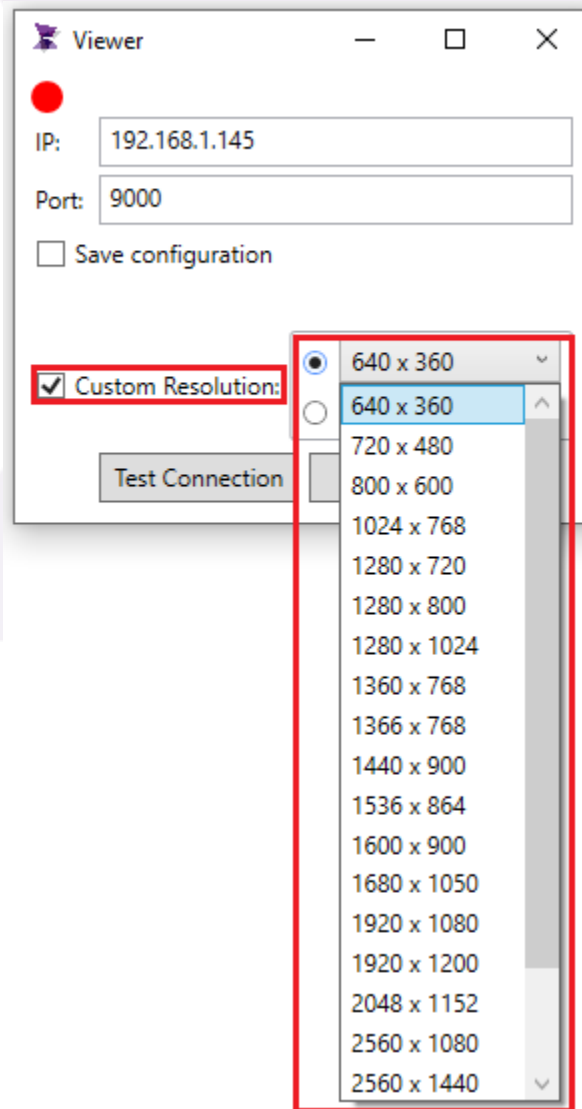 Viewer
IP: 192.168.1.145
Port: 9000
Save configuration
Custom Resolution: 640 x 360
640 x 360
720 x 480
800 x 600
Test Connection
1024 x 768
1280 x 720
1280 x 800
1280 x 1024
1360 x 768
1366 x 768
1440 x 900
1536 x 864
1600 x 900
1680 x 1050
1920 x 1080
1920 x 1200
2048 x 1152
2560 x 1080
2560 x 1440